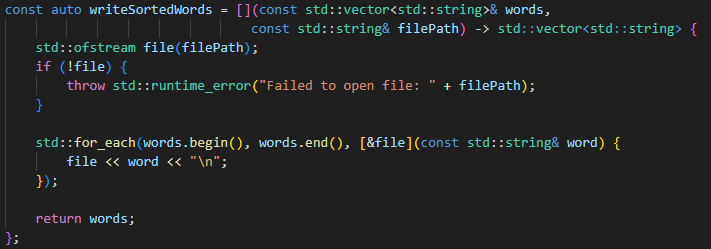 const auto writeSortedWords = [](const std::vector<std::string>& words,
                                 const std::string& filePath) -> std::vector<std::string> {
    std::ofstream file(filePath);
    if (!file) {
        throw std::runtime_error("Failed to open file: " + filePath);
    }

    std::for_each(words.begin(), words.end(), [&file](const std::string& word) {
        file << word << "\n";
    });

    return words;
};